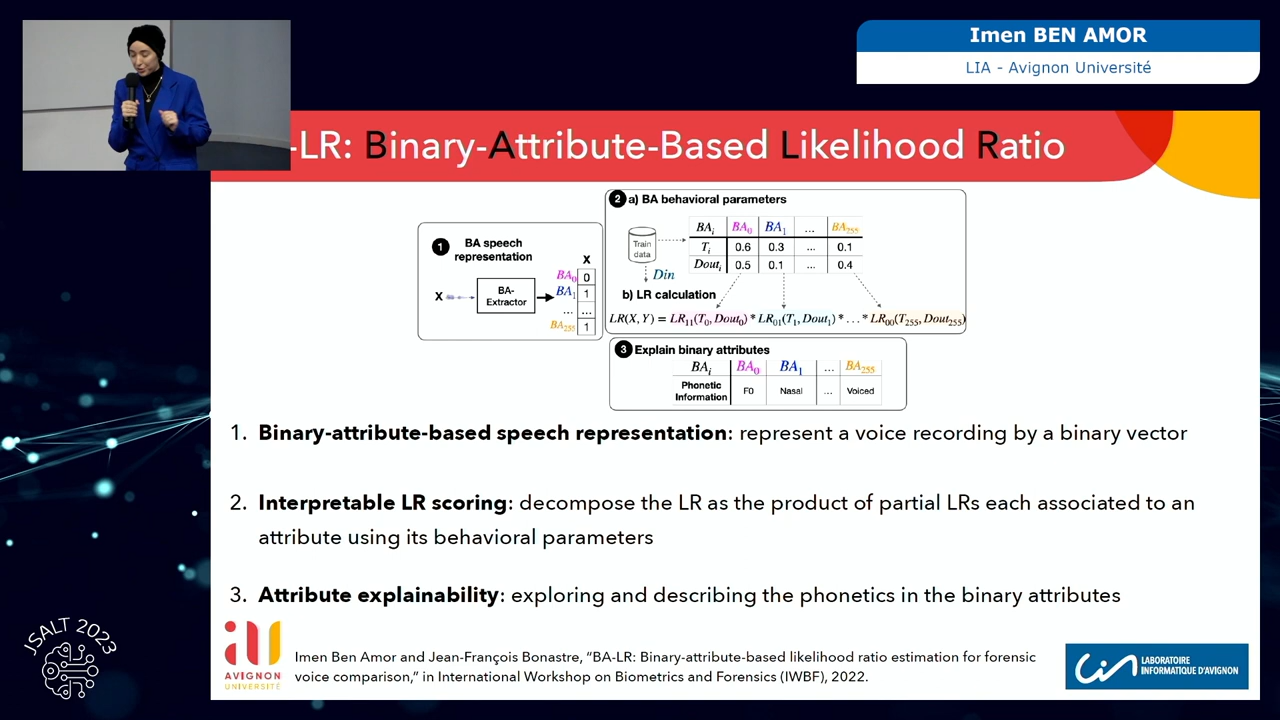 Imen BEN AMOR
LIA - Avignon Université
-LR: Binary-Attribute-Based Likelihood Ratio
1 BA speech
representation
X
BA-
Extractor
X
BA0 0
BA1 1
... ...
BA255 1
2 a) BA behavioral parameters
Train
data
BAi BA0 BA1 ... BA255
Ti 0.6 0.3 ... 0.1
Douti 0.5 0.1 ... 0.4
Din
b) LR calculation
LR(X, Y) = LR11(T0, Dout0) * LR01(T1, Dout1) * ... * LR00(T255, Dout255)
3 Explain binary attributes
BAi BA0 BA1 ... BA255
Phonetic
Information F0 Nasal ... Voiced
1. Binary-attribute-based speech representation: represent a voice recording by a binary vector
2. Interpretable LR scoring: decompose the LR as the product of partial LRs each associated to an
attribute using its behavioral parameters
3. Attribute explainability: exploring and describing the phonetics in the binary attributes
JSALT 2023
AVIGNON
UNIVERSITÉ
Imen Ben Amor and Jean-François Bonastre, “BA-LR: Binary-attribute-based likelihood ratio estimation for forensic
voice comparison,” in International Workshop on Biometrics and Forensics (IWBF), 2022.
LABORATOIRE
INFORMATIQUE D'AVIGNON